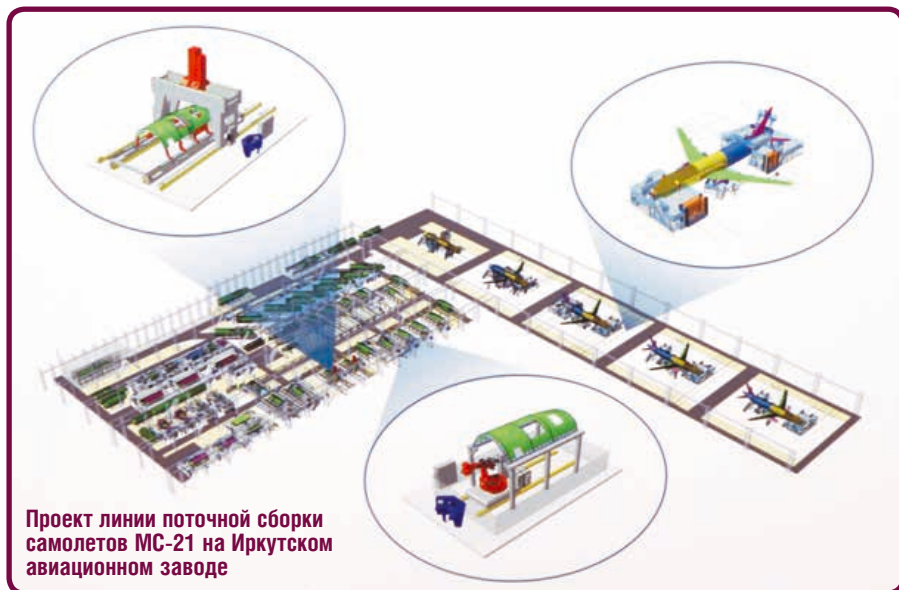 Проект линии поточной сборки
самолетов МС-21 на Иркутском
авиационном заводе